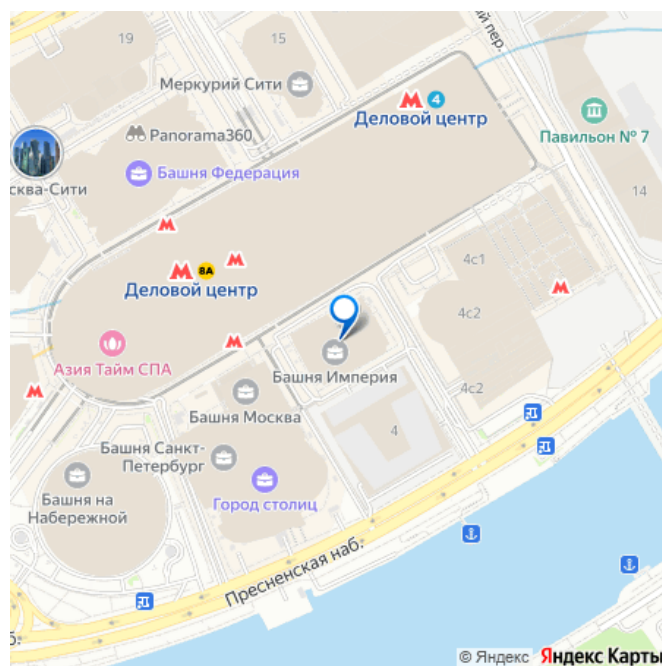 19
15
ий пер.
Меркурий Сити
4
Деловой центр
Panorama360
Павильон № 7
Башня Федерация
сква-Сити
14
8А
Деловой центр
4с1
4с2
Азия Тайм СПА
Башня Империя
4с2
Башня Москва
4
Башня Санкт-
Петербург
Башня на
Набережной
Город столиц
Пресненская наб.
б.
© Яндекс Яндекс Карты